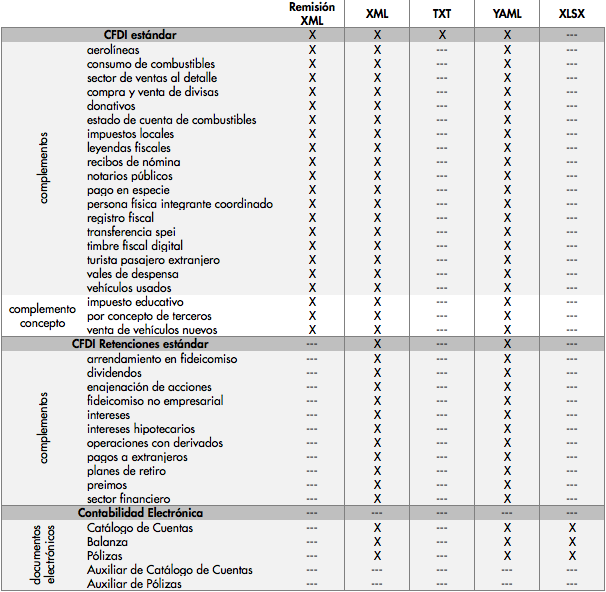 Remisión XML XML TXT YAML XLSX
CFDI estándar X X X X ---
complementos
aerolíneas X X --- X ---
consumo de combustibles X X --- X ---
sector de ventas al detalle X X --- X ---
compra y venta de divisas X X --- X ---
donativos X X --- X ---
estado de cuenta de combustibles X X --- X ---
impuestos locales X X --- X ---
leyendas fiscales X X --- X ---
recibos de nómina X X --- X ---
notarios públicos X X --- X ---
pago en especie X X --- X ---
persona física integrante coordinado X X --- X ---
registro fiscal X X --- X ---
transferencia spei X X --- X ---
timbre fiscal digital X X --- X ---
turista pasajero extranjero X X --- X ---
vales de despensa X X --- X ---
vehículos usados X X --- X ---
complemento concepto
impuesto educativo X X --- X ---
por concepto de terceros X X --- X ---
venta de vehículos nuevos X X --- X ---
CFDI Retenciones estándar --- X --- X ---
complementos
arrendamiento en fideicomiso --- X --- X ---
dividendos --- X --- X ---
enajenación de acciones --- X --- X ---
fideicomiso no empresarial --- X --- X ---
intereses --- X --- X ---
intereses hipotecarios --- X --- X ---
operaciones con derivados --- X --- X ---
pagos a extranjeros --- X --- X ---
planes de retiro --- X --- X ---
preimos --- X --- X ---
sector financiero --- X --- X ---
Contabilidad Electrónica --- --- --- --- ---
documentos electrónicos
Catálogo de Cuentas --- X --- X X
Balanza --- X --- X X
Pólizas --- X --- X X
Auxiliar de Catálogo de Cuentas --- --- --- --- ---
Auxiliar de Pólizas --- --- --- --- ---